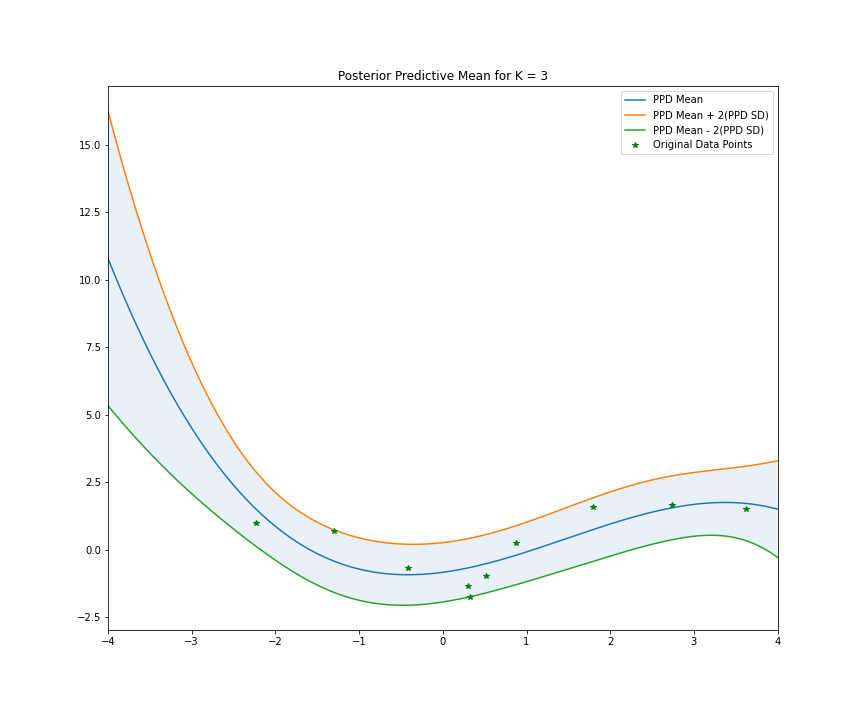 Posterior Predictive Mean for K = 3
PPD Mean
PPD Mean + 2(PPD SD)
PPD Mean - 2(PPD SD)
Original Data Points
15.0
12.5
10.0
7.5
5.0
2.5
0.0
−2.5
−4 −3 −2 −1 0 1 2 3 4